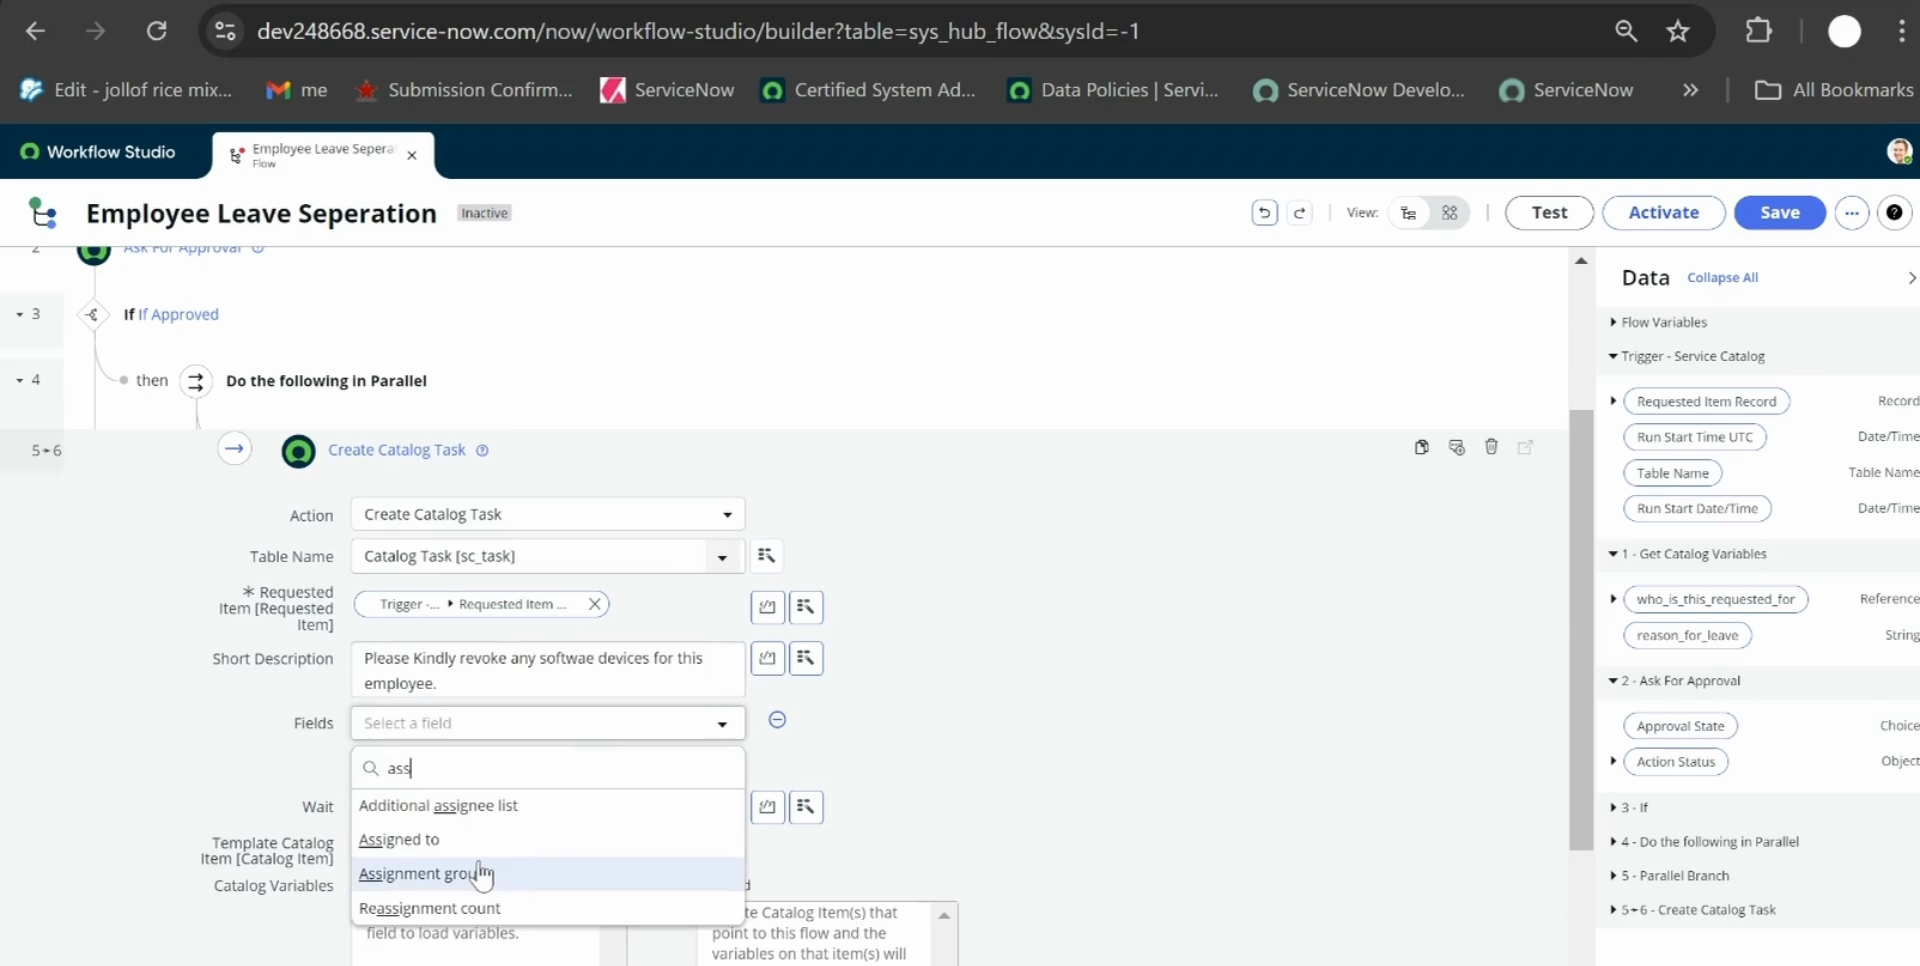 dev248668.service-now.com/now/workflow-studio/builder?table=sys_hub_flow&sysId=-1
Edit - jollof rice mix... me Submission Confirm... ServiceNow Certified System Ad... Data Policies | Servi... ServiceNow Develo... ServiceNow » All Bookmarks
Workflow Studio
Employee Leave Sepera
Flow
Employee Leave Seperation Inactive View: Test Activate Save ... ?
2 Ask For Approval
3 If If Approved
4 then Do the following in Parallel
5 6 Create Catalog Task
Action Create Catalog Task
Table Name Catalog Task [sc_task]
* Requested
Item [Requested
Item]
Trigger -... Requested Item ...
Short Description Please Kindly revoke any softwae devices for this
employee.
Fields Select a field
ass
Additional assignee list
Assigned to
Assignment grou
Reassignment count
Wait
Template Catalog
Item [Catalog Item]
Catalog Variables
field to load variables.
te Catalog Item(s) that
point to this flow and the
variables on that item(s) will
Data Collapse All
Flow Variables
Trigger - Service Catalog
Requested Item Record Record
Run Start Time UTC Date/Time
Table Name Table Name
Run Start Date/Time Date/Time
1 - Get Catalog Variables
who_is_this_requested_for Reference
reason_for_leave String
2 - Ask For Approval
Approval State Choice
Action Status Object
3 - If
4 - Do the following in Parallel
5 - Parallel Branch
5 6 - Create Catalog Task